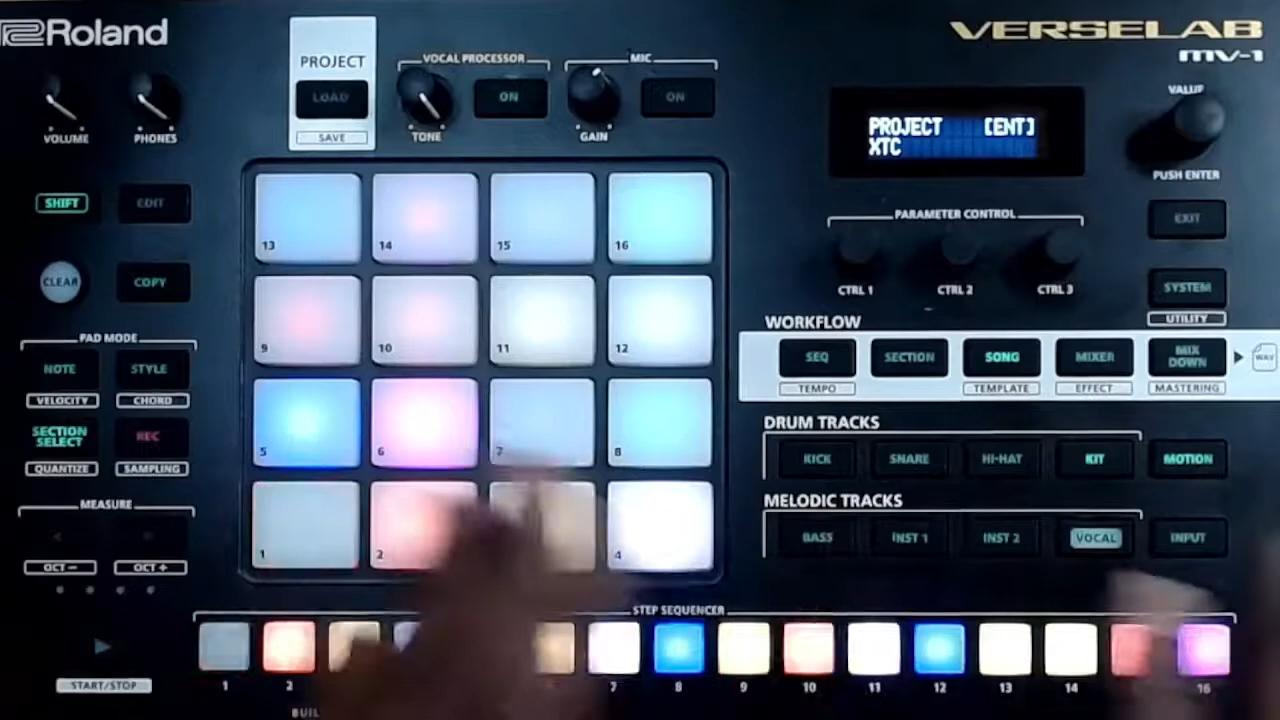 Roland
VERSELAB
MV-1
PROJECT
LOAD
SAVE
VOCAL PROCESSOR
TONE
ON
MIC
GAIN
ON
VOLUME
PHONES
PROJECT [ENT]
XTC
VALUE
PUSH ENTER
SHIFT
EDIT
EXIT
PARAMETER CONTROL
CTRL 1
CTRL 2
CTRL 3
CLEAR
COPY
SYSTEM
UTILITY
13
14
15
16
9
10
11
12
5
6
7
8
1
2
4
PAD MODE
NOTE
STYLE
VELOCITY
CHORD
SECTION
SELECT
REC
QUANTIZE
SAMPLING
MEASURE
OCT −
OCT +
START/STOP
WORKFLOW
SEQ
SECTION
SONG
MIXER
MIX
DOWN
WAV
TEMPO
TEMPLATE
EFFECT
MASTERING
DRUM TRACKS
KICK
SNARE
HI-HAT
KIT
MOTION
MELODIC TRACKS
BASS
INST 1
INST 2
VOCAL
INPUT
STEP SEQUENCER
1
2
7
8
9
10
11
12
13
14
16
BUIL